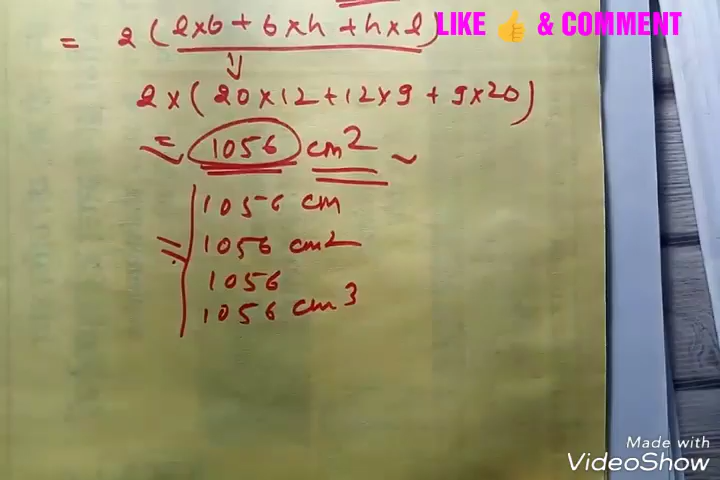 = 2 ( l×b + b×h + h×l )
LIKE 👍 & COMMENT
2 × ( 20×12 + 12×9 + 9×20 )
= 1056 cm2
1056 cm
= 1056 cm2
1056
1056 cm3
Made with
VideoShow